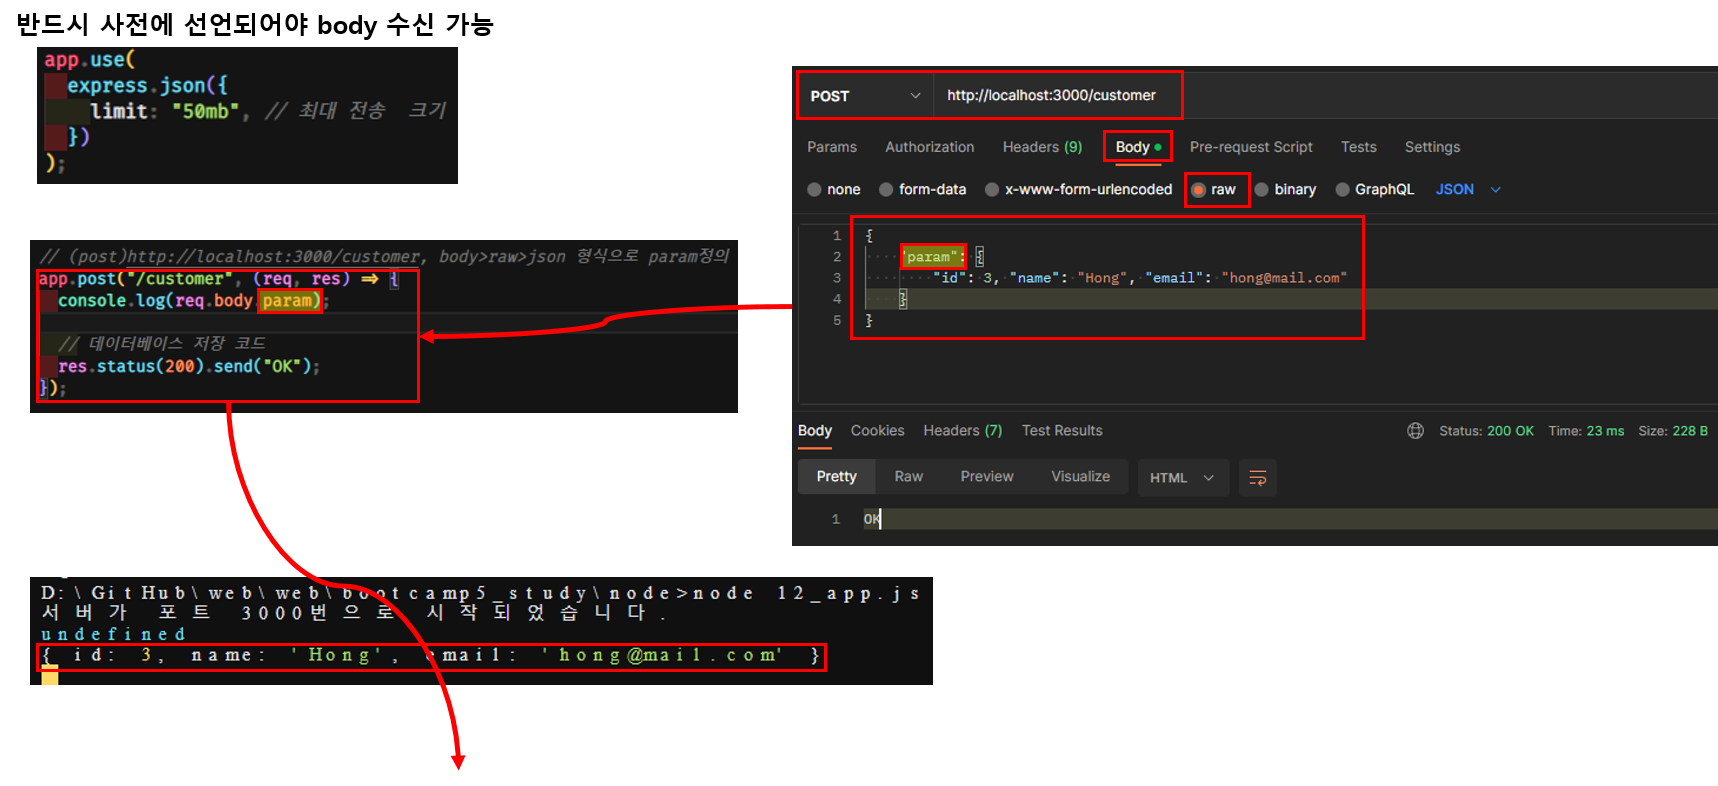 반드시 사전에 선언되어야 body 수신 가능
app.use(
express.json({
limit: "50mb", // 최대 전송 크기
})
);
// (post)http://localhost:3000/customer, body>raw>json 형식으로 param정의
app.post("/customer", (req, res) => {
console.log(req.body.param);
// 데이터베이스 저장 코드
res.status(200).send("OK");
});
POST http://localhost:3000/customer
Params Authorization Headers (9) Body Pre-request Script Tests Settings
none form-data x-www-form-urlencoded raw binary GraphQL JSON
1 {
2 "param": {
3 "id": 3, "name": "Hong", "email": "hong@mail.com"
4 }
5 }
Body Cookies Headers (7) Test Results Status: 200 OK Time: 23 ms Size: 228 B
Pretty Raw Preview Visualize HTML
1 OK
D:\GitHub\web\web\bootcamp5_study\node>node 12_app.js
서버가 포트 3000번으로 시작되었습니다.
undefined
{ id: 3, name: 'Hong', email: 'hong@mail.com' }